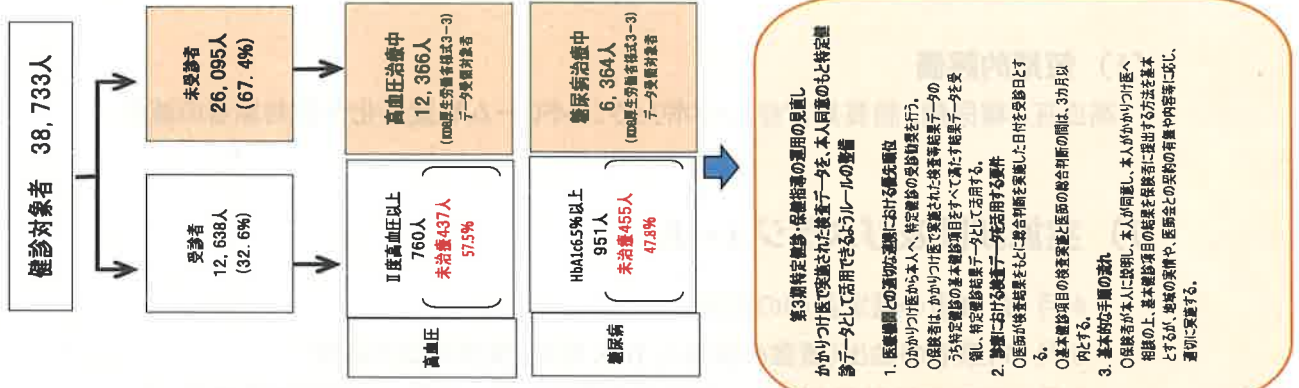 健診対象者 38,733人
受診者
12,638人
(32.6%)
未受診者
26,095人
(67.4%)
高血圧
Ⅱ度高血圧以上
760人
未治療437人
57.5%
高血圧治療中
12,366人
(KDB厚生労働省様式3-3)
データ受領対象者
糖尿病
HbA1c6.5%以上
951人
未治療455人
47.8%
糖尿病治療中
6,364人
(KDB厚生労働省様式3-3)
データ受領対象者
第3期特定健診・保健指導の運用の見直し
かかりつけ医で実施された検査データを、本人同意のもと特定健
診データとして活用できるようルールの整備
1. 医療機関との適切な連携における優先順位
○かかりつけ医から本人へ、特定健診の受診勧奨を行う。
○保険者は、かかりつけ医で実施された検査等結果データの
うち特定健診の基本健診項目をすべて満たす結果データを受
領し、特定健診結果データとして活用する。
2. 診療における検査データを活用する要件
○医師が検査結果をもとに総合判断を実施した日付を受診日とす
る。
○基本健診項目の検査実施と医師の総合判断の間は、3カ月以
内とする。
3. 基本的な手順の流れ
○保険者が本人に説明し、本人が同意し、本人がかかりつけ医へ
相談の上、基本健診項目の結果を保険者に提出する方法を基本
とするが、地域の実情や、医師会との契約の有無や内容等に応じ、
適切に実施する。